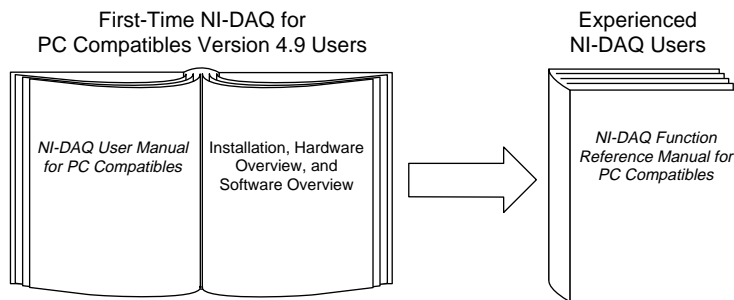 First-Time NI-DAQ for
PC Compatibles Version 4.9 Users
NI-DAQ User Manual
for PC Compatibles
Installation, Hardware
Overview, and
Software Overview
Experienced
NI-DAQ Users
NI-DAQ Function
Reference Manual for
PC Compatibles